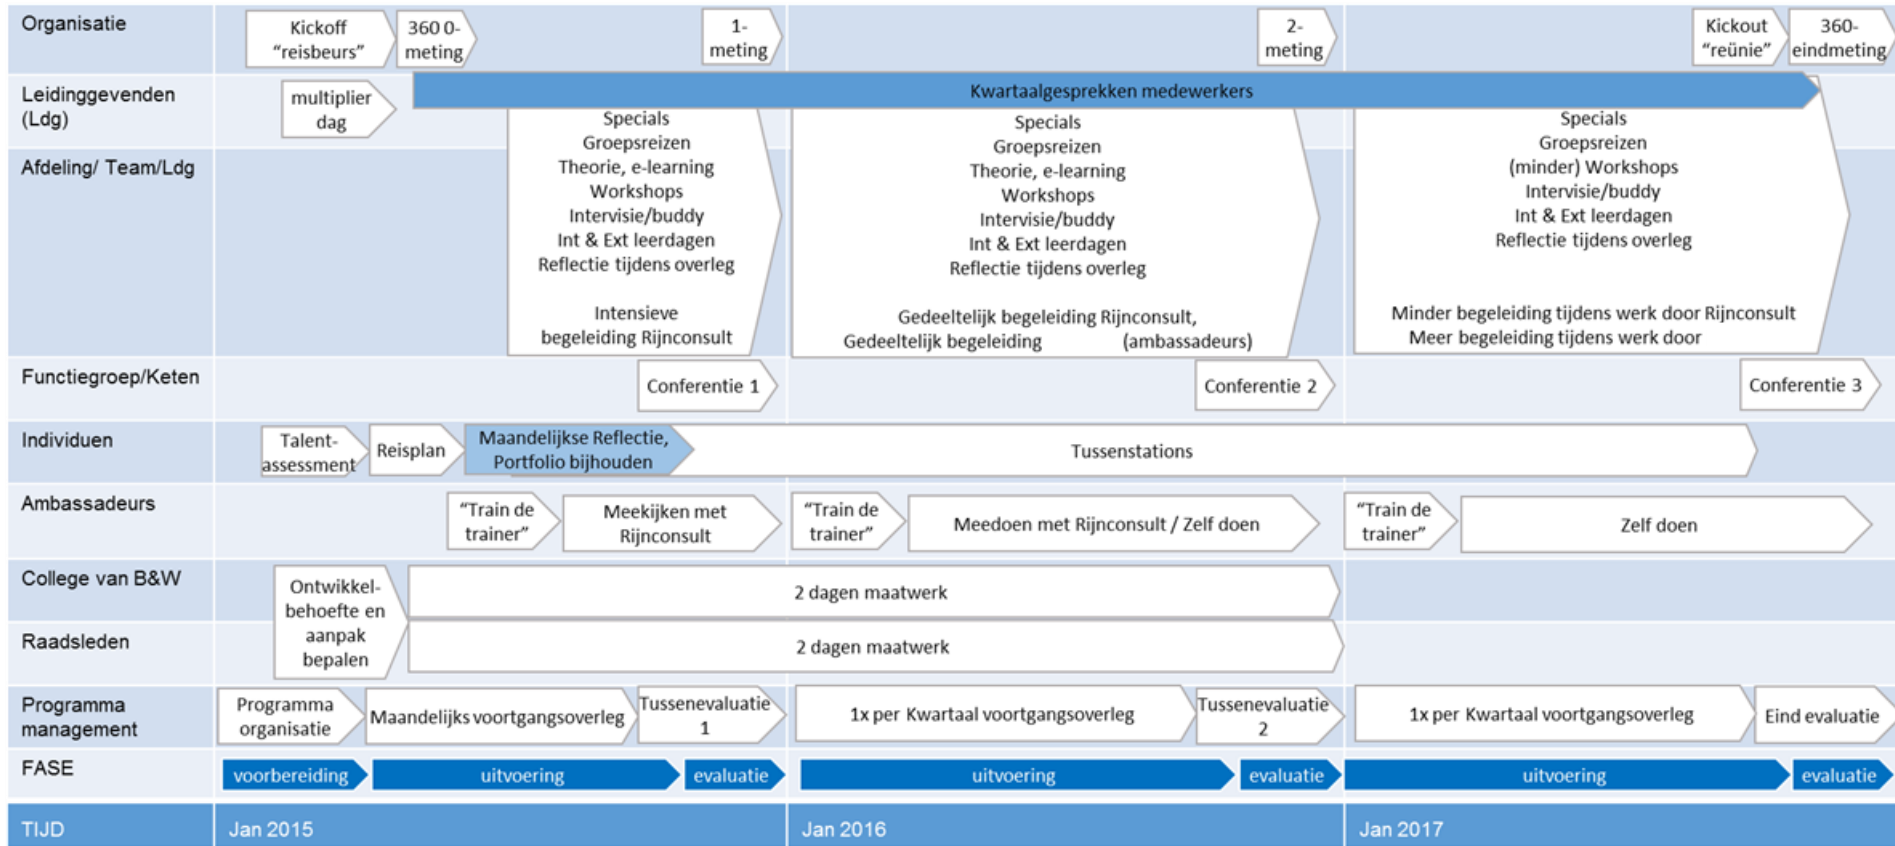 Organisatie
Kickoff
“reisbeurs”
360 0-
meting
1-
meting
2-
meting
Kickout
“reünie”
360-
eindmeting
Leidinggevenden
(Ldg)
multiplier
dag
Kwartaalgesprekken medewerkers
Afdeling/ Team/Ldg
Specials
Groepsreizen
Theorie, e-learning
Workshops
Intervisie/buddy
Int & Ext leerdagen
Reflectie tijdens overleg
Intensieve
begeleiding Rijnconsult
Specials
Groepsreizen
Theorie, e-learning
Workshops
Intervisie/buddy
Int & Ext leerdagen
Reflectie tijdens overleg
Gedeeltelijk begeleiding Rijnconsult,
Gedeeltelijk begeleiding (ambassadeurs)
Specials
Groepsreizen
(minder) Workshops
Intervisie/buddy
Int & Ext leerdagen
Reflectie tijdens overleg
Minder begeleiding tijdens werk door Rijnconsult
Meer begeleiding tijdens werk door
Functiegroep/Keten
Conferentie 1
Conferentie 2
Conferentie 3
Individuen
Talent-
assessment
Reisplan
Maandelijkse Reflectie,
Portfolio bijhouden
Tussenstations
Ambassadeurs
“Train de
trainer”
Meekijken met
Rijnconsult
“Train de
trainer”
Meedoen met Rijnconsult / Zelf doen
“Train de
trainer”
Zelf doen
College van B&W
Ontwikkel-
behoefte en
aanpak
bepalen
2 dagen maatwerk
Raadsleden
2 dagen maatwerk
Programma
management
Programma
organisatie
Maandelijks voortgangsoverleg
Tussenevaluatie
1
1x per Kwartaal voortgangsoverleg
Tussenevaluatie
2
1x per Kwartaal voortgangsoverleg
Eind evaluatie
FASE
voorbereiding
uitvoering
evaluatie
uitvoering
evaluatie
uitvoering
evaluatie
TIJD
Jan 2015
Jan 2016
Jan 2017